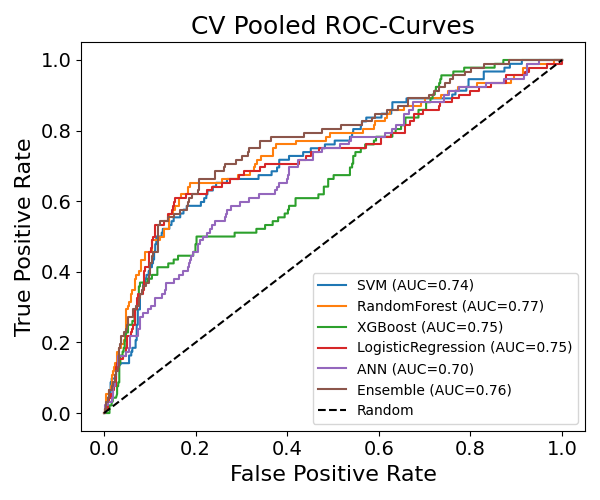 CV Pooled ROC-Curves
True Positive Rate
1.0
0.8
0.6
0.4
0.2
0.0
SVM (AUC=0.74)
RandomForest (AUC=0.77)
XGBoost (AUC=0.75)
LogisticRegression (AUC=0.75)
ANN (AUC=0.70)
Ensemble (AUC=0.76)
Random
0.0 0.2 0.4 0.6 0.8 1.0
False Positive Rate